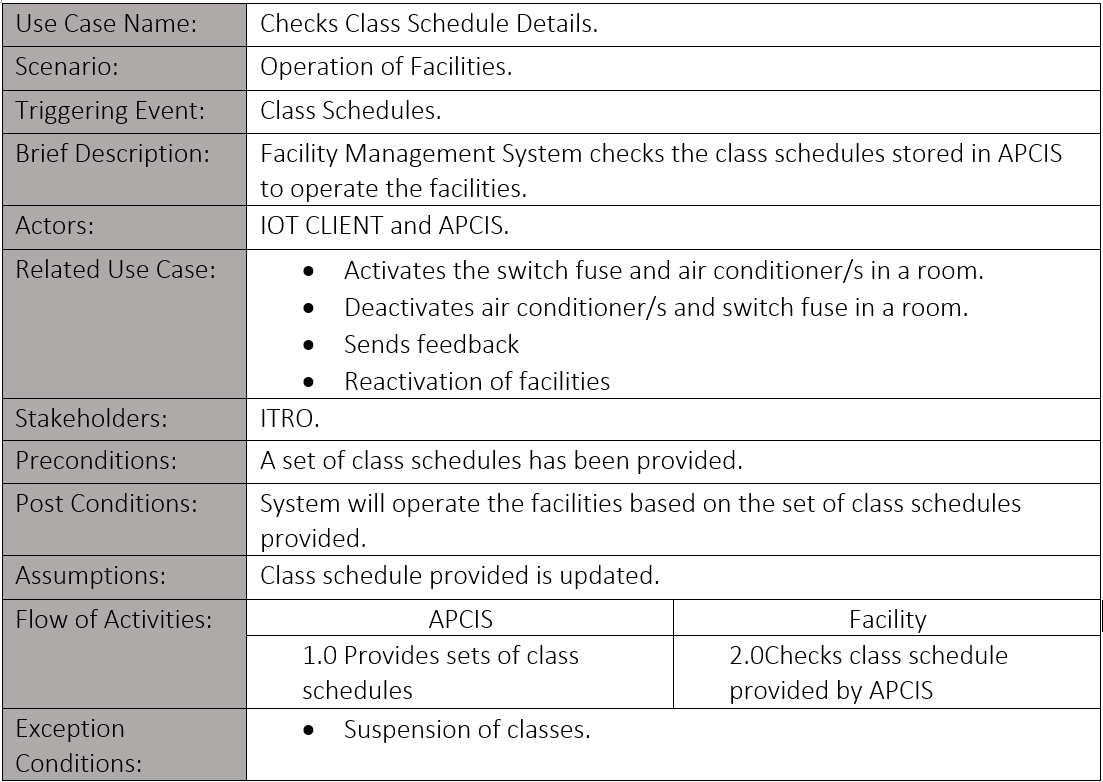 Use Case Name: Checks Class Schedule Details.
Scenario: Operation of Facilities.
Triggering Event: Class Schedules.
Brief Description: Facility Management System checks the class schedules stored in APCIS
to operate the facilities.
Actors: IOT CLIENT and APCIS.
Related Use Case: • Activates the switch fuse and air conditioner/s in a room.
• Deactivates air conditioner/s and switch fuse in a room.
• Sends feedback
• Reactivation of facilities
Stakeholders: ITRO.
Preconditions: A set of class schedules has been provided.
Post Conditions: System will operate the facilities based on the set of class schedules
provided.
Assumptions: Class schedule provided is updated.
Flow of Activities: APCIS Facility
1.0 Provides sets of class
schedules
2.0Checks class schedule
provided by APCIS
Exception
Conditions:
• Suspension of classes.